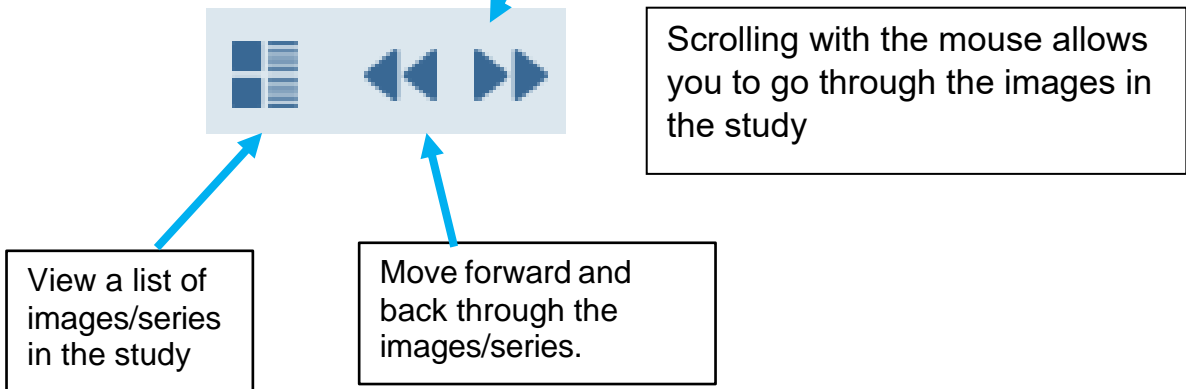 Scrolling with the mouse allows
you to go through the images in
the study
View a list of
images/series
in the study
Move forward and
back through the
images/series.